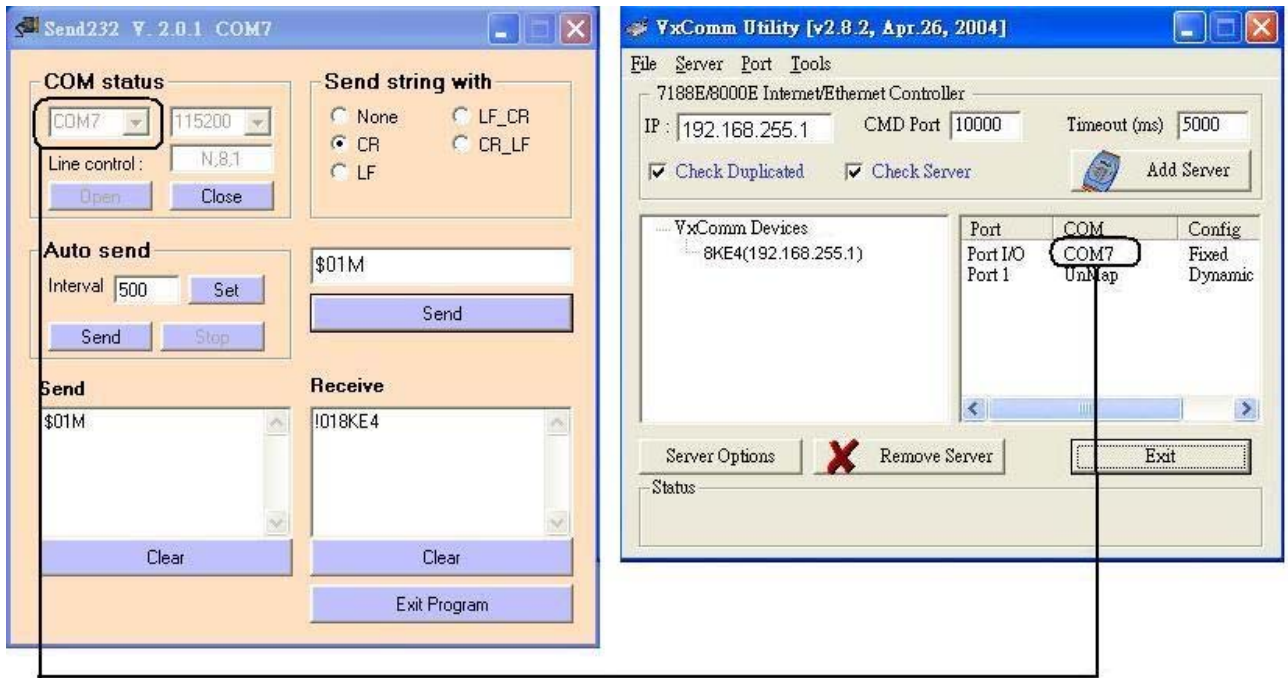 Send232 V. 2.0.1 COM7
COM status
COM7 115200
Line control : N,8,1
Open Close
Send string with
None LF_CR
CR CR_LF
LF
Auto send
Interval 500 Set
Send Stop
$01M
Send
Send
$01M
Clear
Receive
!018KE4
Clear
Exit Program
VxComm Utility [v2.8.2, Apr.26, 2004]
File Server Port Tools
7188E/8000E Internet/Ethernet Controller
IP : 192.168.255.1 CMD Port 10000 Timeout (ms) 5000
Check Duplicated Check Server Add Server
VxComm Devices
8KE4(192.168.255.1)
Port COM Config
Port I/O COM7 Fixed
Port 1 UnMap Dynamic
Server Options Remove Server Exit
Status